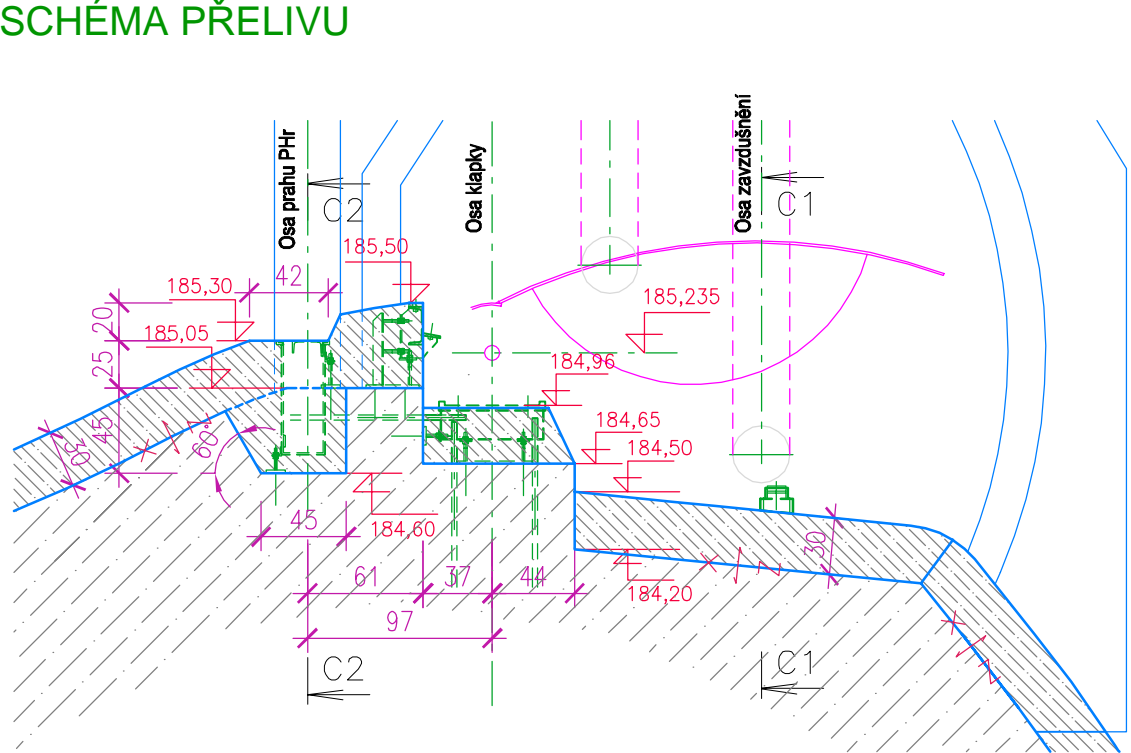 SCHÉMA PŘELIVU
Osa prahu PHr
Osa klapky
Osa zavzdušnění
C2
C1
185,50
185,30
42
185,235
20
185,05
25
184,96
45
60°
30
184,65
184,50
184,60
45
30
61
37
44
184,20
97
C2
C1